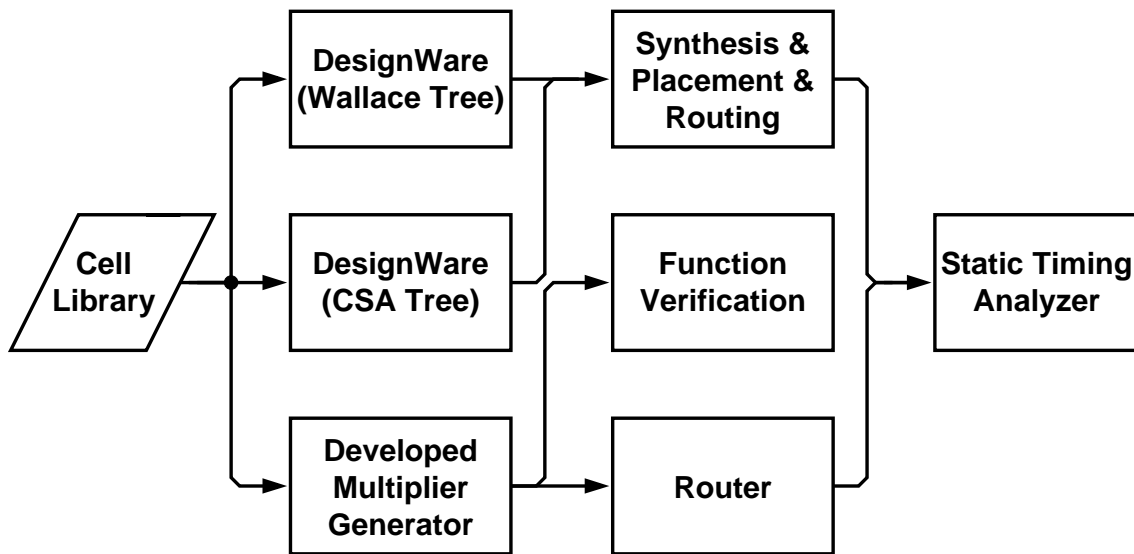 Cell
Library
DesignWare
(Wallace Tree)
DesignWare
(CSA Tree)
Developed
Multiplier
Generator
Synthesis &
Placement &
Routing
Function
Verification
Router
Static Timing
Analyzer